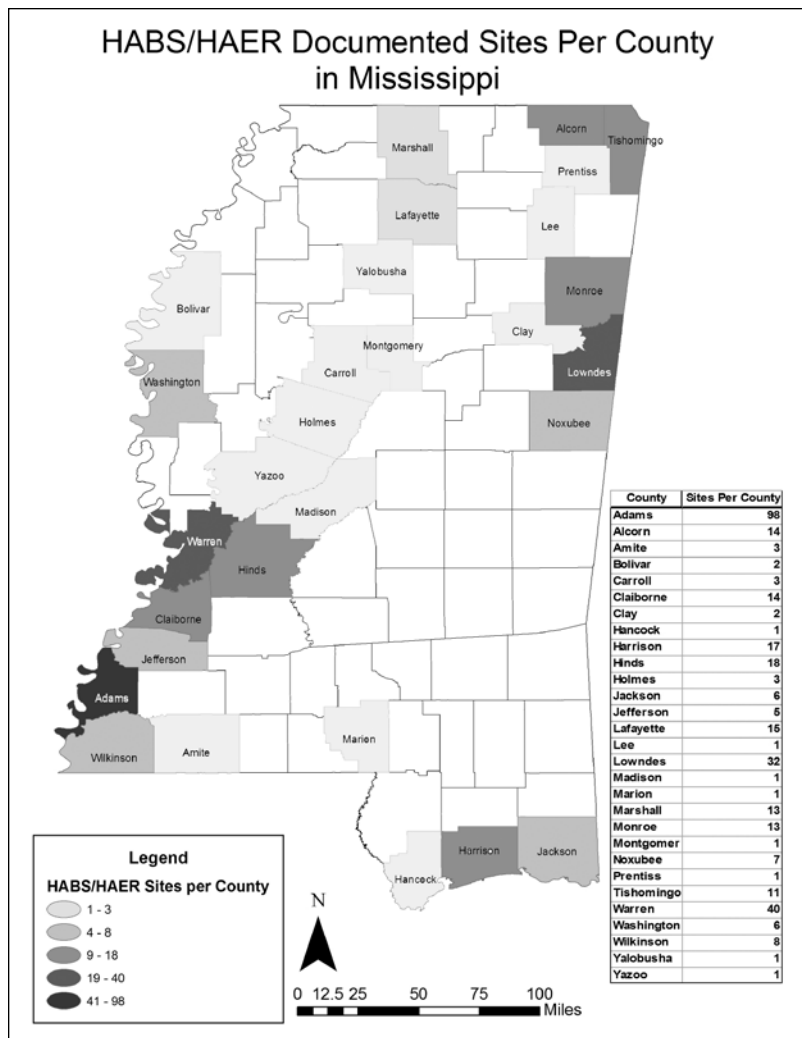 HABS/HAER Documented Sites Per County
in Mississippi
Alcorn
Tishomingo
Marshall
Prentiss
Lafayette
Lee
Yalobusha
Monroe
Bolivar
Clay
Montgomery
Carroll
Lowndes
Washington
Holmes
Noxubee
Yazoo
Madison
Warren
Hinds
Claiborne
Jefferson
Adams
Wilkinson
Amite
Marion
Hancock
Harrison
Jackson
County Sites Per County
Adams 98
Alcorn 14
Amite 3
Bolivar 2
Carroll 3
Claiborne 14
Clay 2
Hancock 1
Harrison 17
Hinds 18
Holmes 3
Jackson 6
Jefferson 5
Lafayette 15
Lee 1
Lowndes 32
Madison 1
Marion 1
Marshall 13
Monroe 13
Montgomer 1
Noxubee 7
Prentiss 1
Tishomingo 11
Warren 40
Washington 6
Wilkinson 8
Yalobusha 1
Yazoo 1
Legend
HABS/HAER Sites per County
1 - 3
4 - 8
9 - 18
19 - 40
41 - 98
N
0 12.5 25 50 75 100
Miles